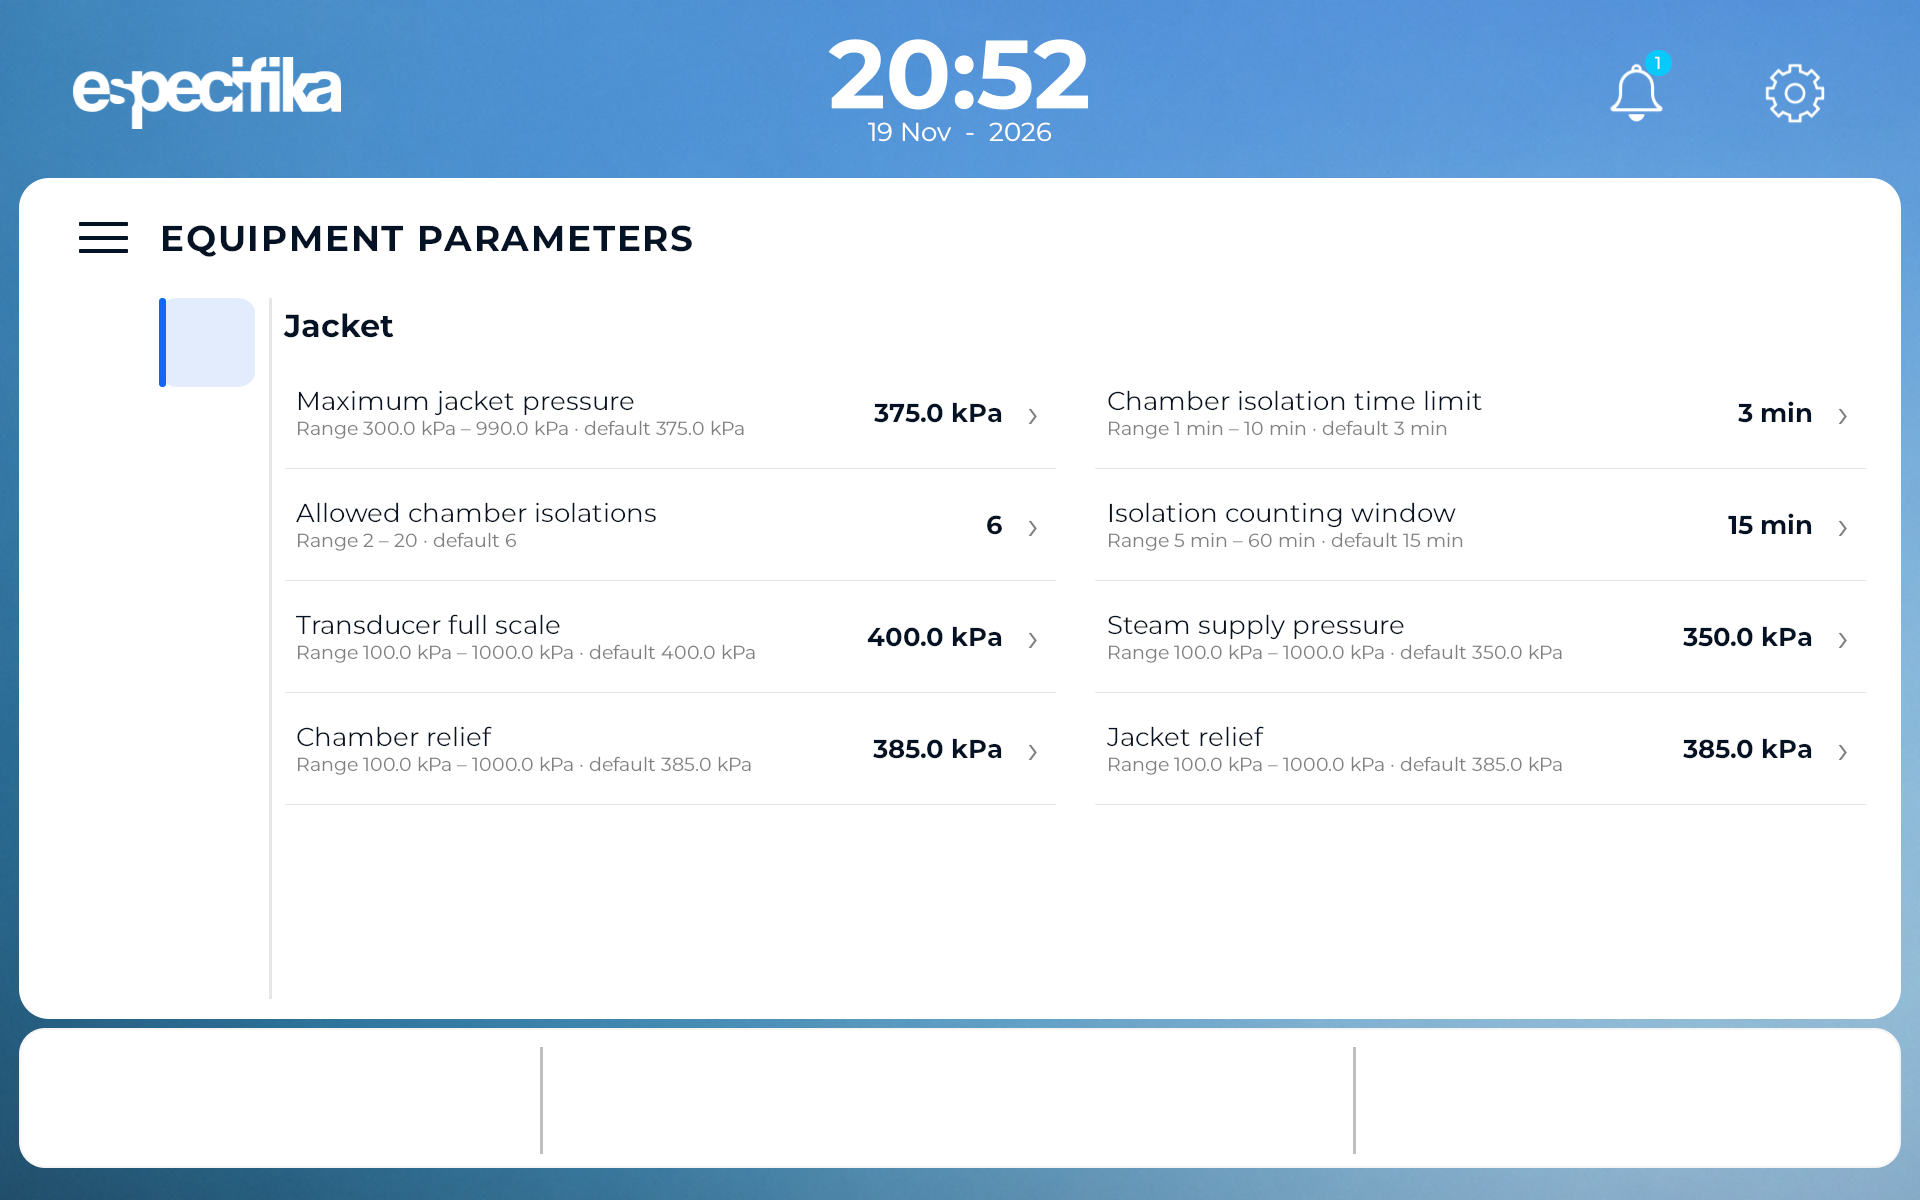 especifika
20:52
19 Nov - 2026
1
EQUIPMENT PARAMETERS
Jacket
Maximum jacket pressure
Range 300.0 kPa – 990.0 kPa · default 375.0 kPa
375.0 kPa ›
Chamber isolation time limit
Range 1 min – 10 min · default 3 min
3 min ›
Allowed chamber isolations
Range 2 – 20 · default 6
6 ›
Isolation counting window
Range 5 min – 60 min · default 15 min
15 min ›
Transducer full scale
Range 100.0 kPa – 1000.0 kPa · default 400.0 kPa
400.0 kPa ›
Steam supply pressure
Range 100.0 kPa – 1000.0 kPa · default 350.0 kPa
350.0 kPa ›
Chamber relief
Range 100.0 kPa – 1000.0 kPa · default 385.0 kPa
385.0 kPa ›
Jacket relief
Range 100.0 kPa – 1000.0 kPa · default 385.0 kPa
385.0 kPa ›